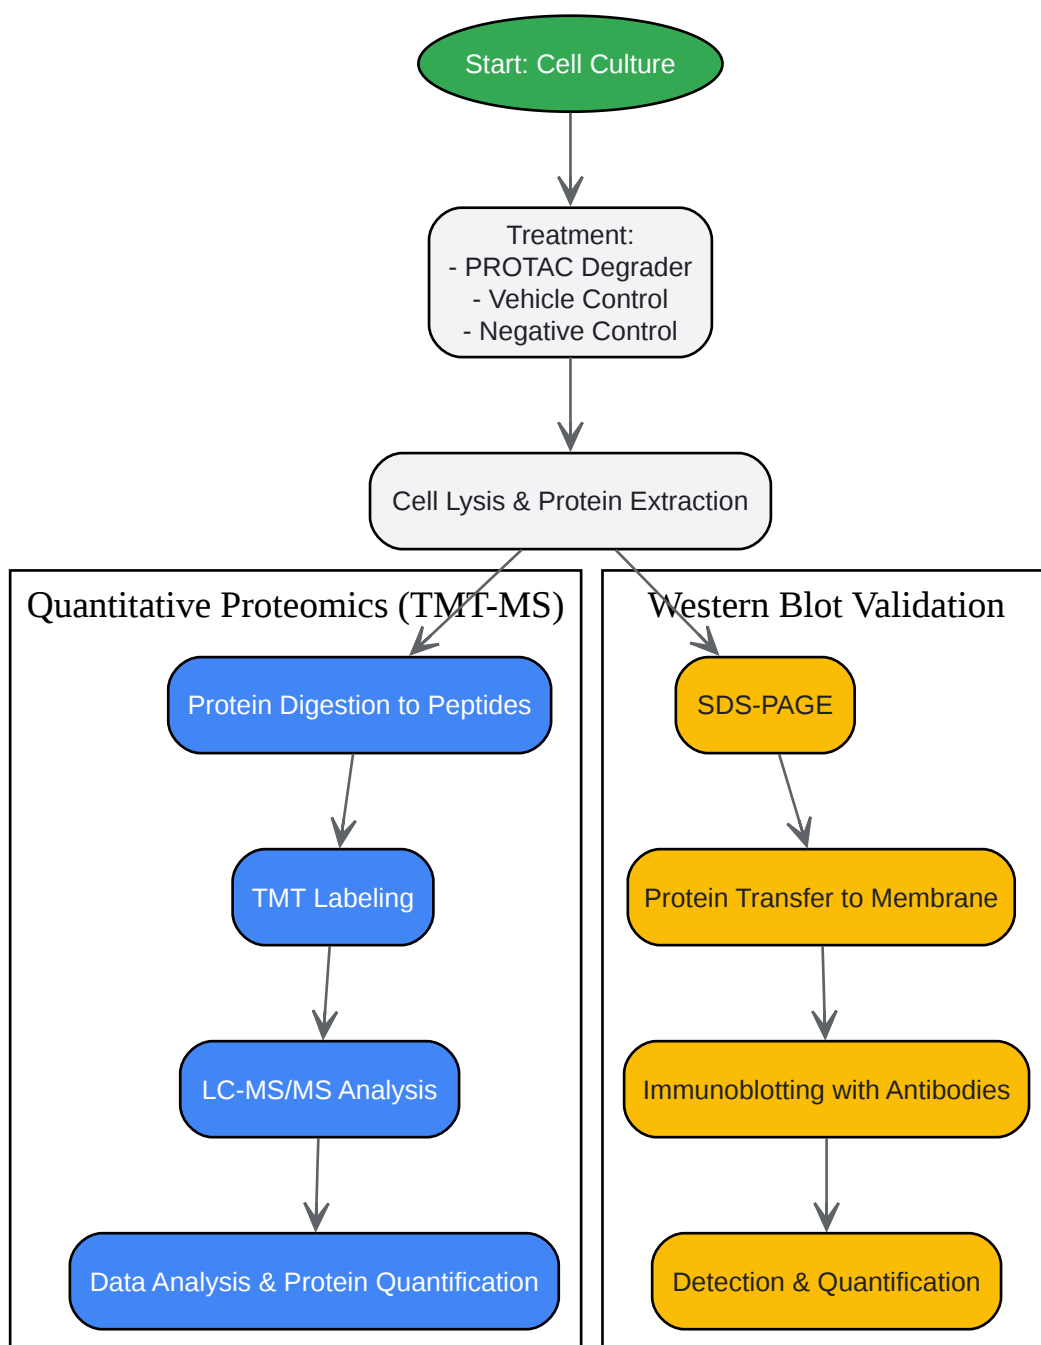 Start: Cell Culture
Treatment:
- PROTAC Degrader
- Vehicle Control
- Negative Control
Cell Lysis & Protein Extraction
Quantitative Proteomics (TMT-MS)
Protein Digestion to Peptides
TMT Labeling
LC-MS/MS Analysis
Data Analysis & Protein Quantification
Western Blot Validation
SDS-PAGE
Protein Transfer to Membrane
Immunoblotting with Antibodies
Detection & Quantification